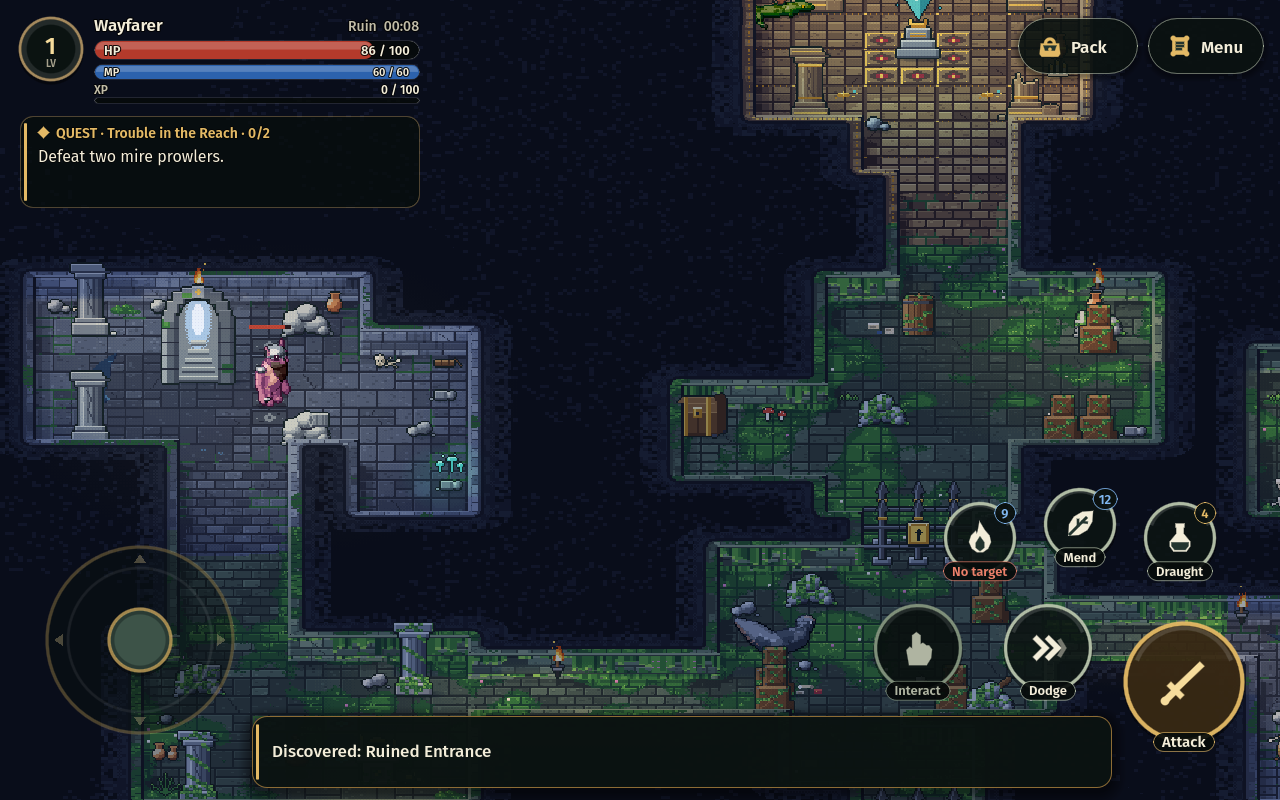 Wayfarer
Ruin 00:08
1
LV
HP
86 / 100
MP
60 / 60
XP
0 / 100
QUEST · Trouble in the Reach · 0/2
Defeat two mire prowlers.
Pack
Menu
9
No target
12
Mend
4
Draught
Interact
Dodge
Attack
Discovered: Ruined Entrance